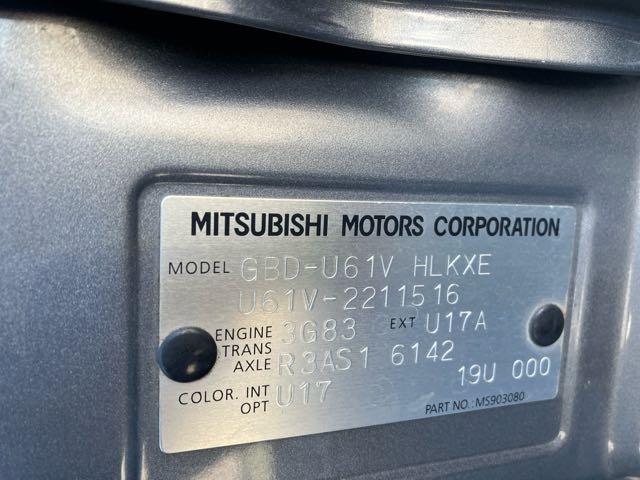 MITSUBISHI MOTORS CORPORATION
MODEL GBD-U61V HLKXE
U61V-2211516
ENGINE 3G83 EXT U17A
TRANS AXLE R3AS1 6142
19U 000
COLOR. INT OPT U17
PART NO.:MS903080